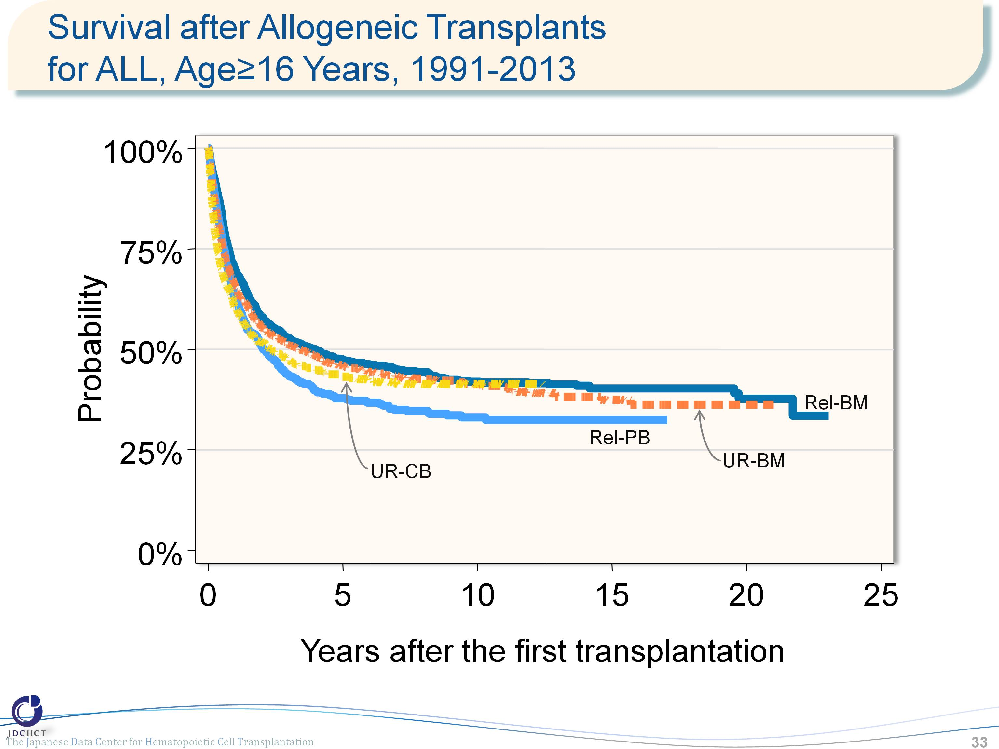 Survival after Allogeneic Transplants
for ALL, Age≥16 Years, 1991-2013
100%
75%
50%
25%
0%
Probability
Rel-BM
Rel-PB
UR-BM
UR-CB
0 5 10 15 20 25
Years after the first transplantation
JDCHCT
The Japanese Data Center for Hematopoietic Cell Transplantation
33